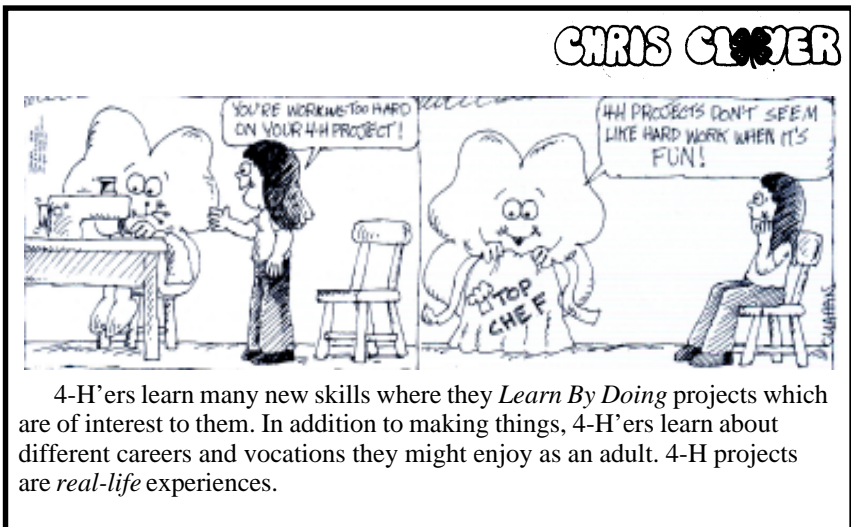 CHRIS CLOVER
YOU'RE WORKING TOO HARD
ON YOUR 4-H PROJECT!
4-H PROJECTS DON'T SEEM
LIKE HARD WORK WHEN IT'S
FUN!
TOP
CHEF
4-H'ers learn many new skills where they Learn By Doing projects which
are of interest to them. In addition to making things, 4-H'ers learn about
different careers and vocations they might enjoy as an adult. 4-H projects
are real-life experiences.